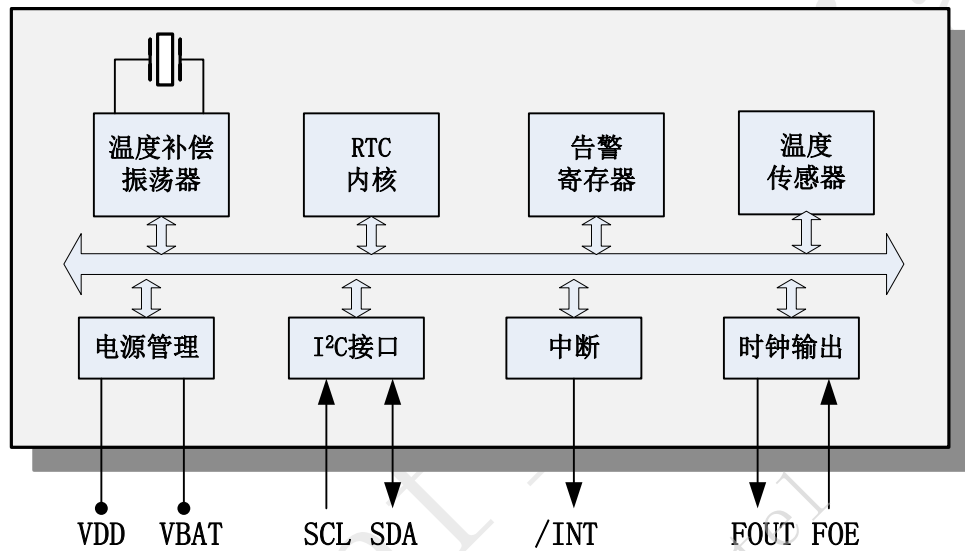 温度补偿
振荡器
RTC
内核
告警
寄存器
温度
传感器
电源管理
I²C接口
中断
时钟输出
VDD VBAT SCL SDA /INT FOUT FOE